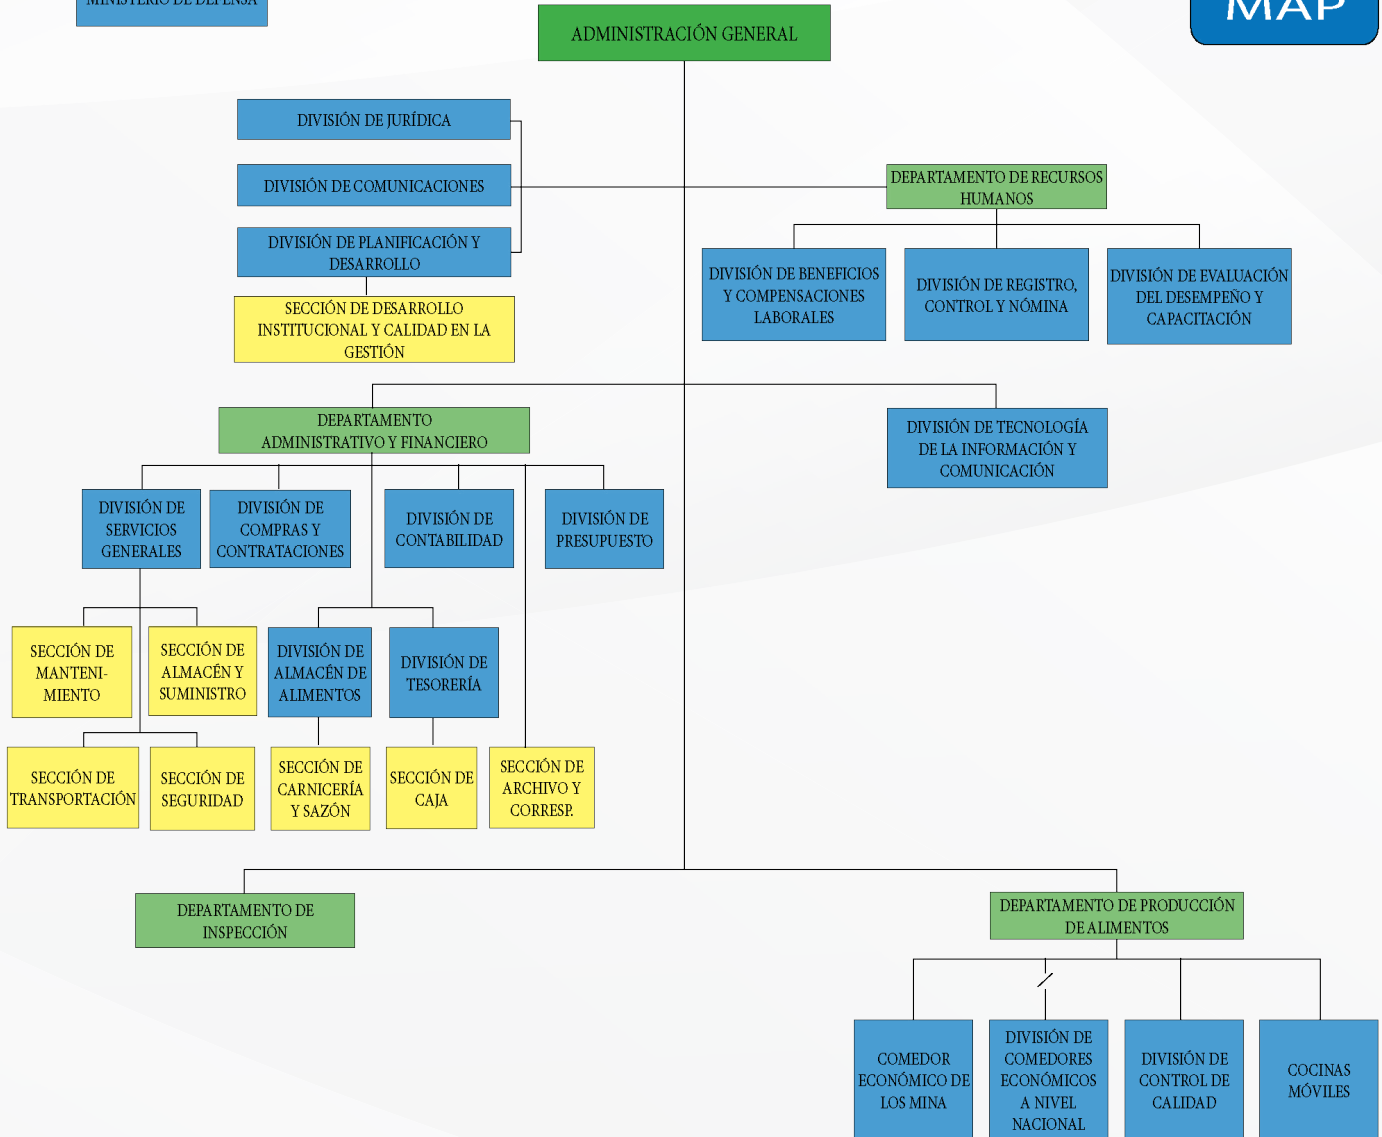 MINISTERIO DE DEFENSA
MAP
ADMINISTRACIÓN GENERAL
DIVISIÓN DE JURÍDICA
DIVISIÓN DE COMUNICACIONES
DIVISIÓN DE PLANIFICACIÓN Y
DESARROLLO
SECCIÓN DE DESARROLLO
INSTITUCIONAL Y CALIDAD EN LA
GESTIÓN
DEPARTAMENTO DE RECURSOS
HUMANOS
DIVISIÓN DE BENEFICIOS
Y COMPENSACIONES
LABORALES
DIVISIÓN DE REGISTRO,
CONTROL Y NÓMINA
DIVISIÓN DE EVALUACIÓN
DEL DESEMPEÑO Y
CAPACITACIÓN
DEPARTAMENTO
ADMINISTRATIVO Y FINANCIERO
DIVISIÓN DE TECNOLOGÍA
DE LA INFORMACIÓN Y
COMUNICACIÓN
DIVISIÓN DE
SERVICIOS
GENERALES
DIVISIÓN DE
COMPRAS Y
CONTRATACIONES
DIVISIÓN DE
CONTABILIDAD
DIVISIÓN DE
PRESUPUESTO
SECCIÓN DE
MANTENI-
MIENTO
SECCIÓN DE
ALMACÉN Y
SUMINISTRO
DIVISIÓN DE
ALMACÉN DE
ALIMENTOS
DIVISIÓN DE
TESORERÍA
SECCIÓN DE
TRANSPORTACIÓN
SECCIÓN DE
SEGURIDAD
SECCIÓN DE
CARNICERÍA
Y SAZÓN
SECCIÓN DE
CAJA
SECCIÓN DE
ARCHIVO Y
CORRESP.
DEPARTAMENTO DE
INSPECCIÓN
DEPARTAMENTO DE PRODUCCIÓN
DE ALIMENTOS
COMEDOR
ECONÓMICO DE
LOS MINA
DIVISIÓN DE
COMEDORES
ECONÓMICOS
A NIVEL
NACIONAL
DIVISIÓN DE
CONTROL DE
CALIDAD
COCINAS
MÓVILES